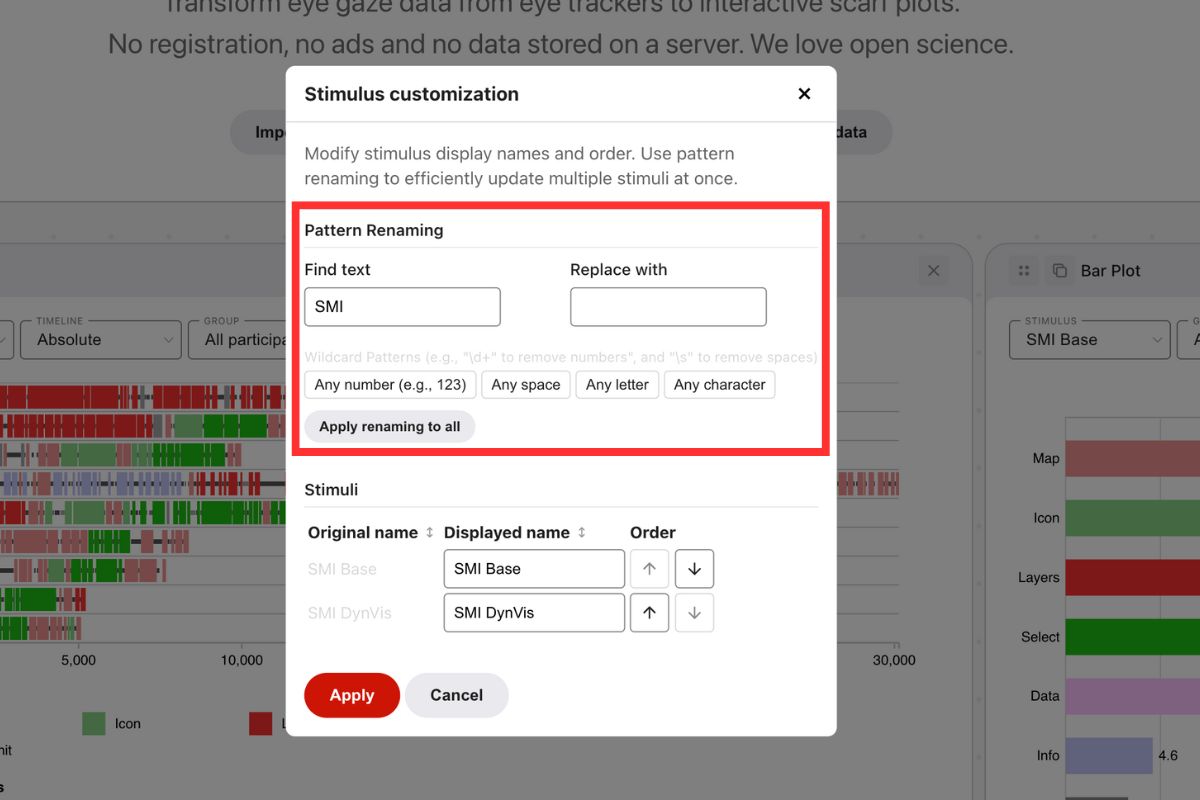 Transform eye gaze data from eye trackers to interactive scarf plots.
No registration, no ads and no data stored on a server. We love open science.
data
Stimulus customization
Modify stimulus display names and order. Use pattern
renaming to efficiently update multiple stimuli at once.
Pattern Renaming
Find text Replace with
SMI
Wildcard Patterns (e.g., "\d+" to remove numbers", and "\s" to remove spaces)
Any number (e.g., 123) Any space Any letter Any character
Apply renaming to all
Stimuli
Original name Displayed name Order
SMI Base SMI Base
SMI DynVis SMI DynVis
Apply Cancel
TIMELINE
Absolute
GROUP
All
5,000 10,000 30,000
Icon
Bar Plot
STIMULUS
SMI Base
Map
Icon
Layers
Select
Data
Info 4.6